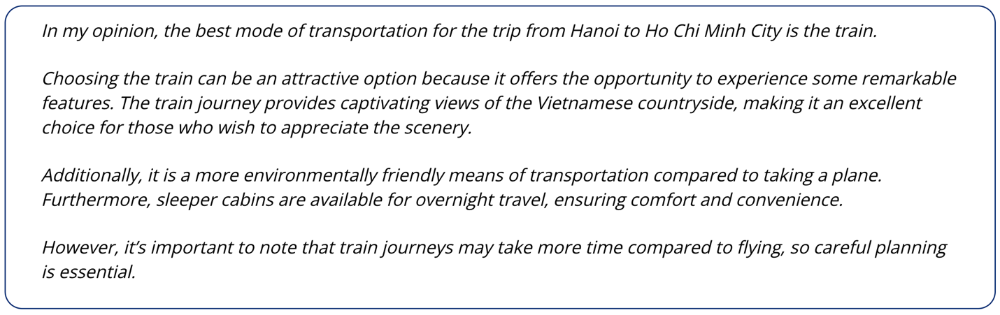 In my opinion, the best mode of transportation for the trip from Hanoi to Ho Chi Minh City is the train.
Choosing the train can be an attractive option because it offers the opportunity to experience some remarkable
features. The train journey provides captivating views of the Vietnamese countryside, making it an excellent
choice for those who wish to appreciate the scenery.
Additionally, it is a more environmentally friendly means of transportation compared to taking a plane.
Furthermore, sleeper cabins are available for overnight travel, ensuring comfort and convenience.
However, it’s important to note that train journeys may take more time compared to flying, so careful planning
is essential.